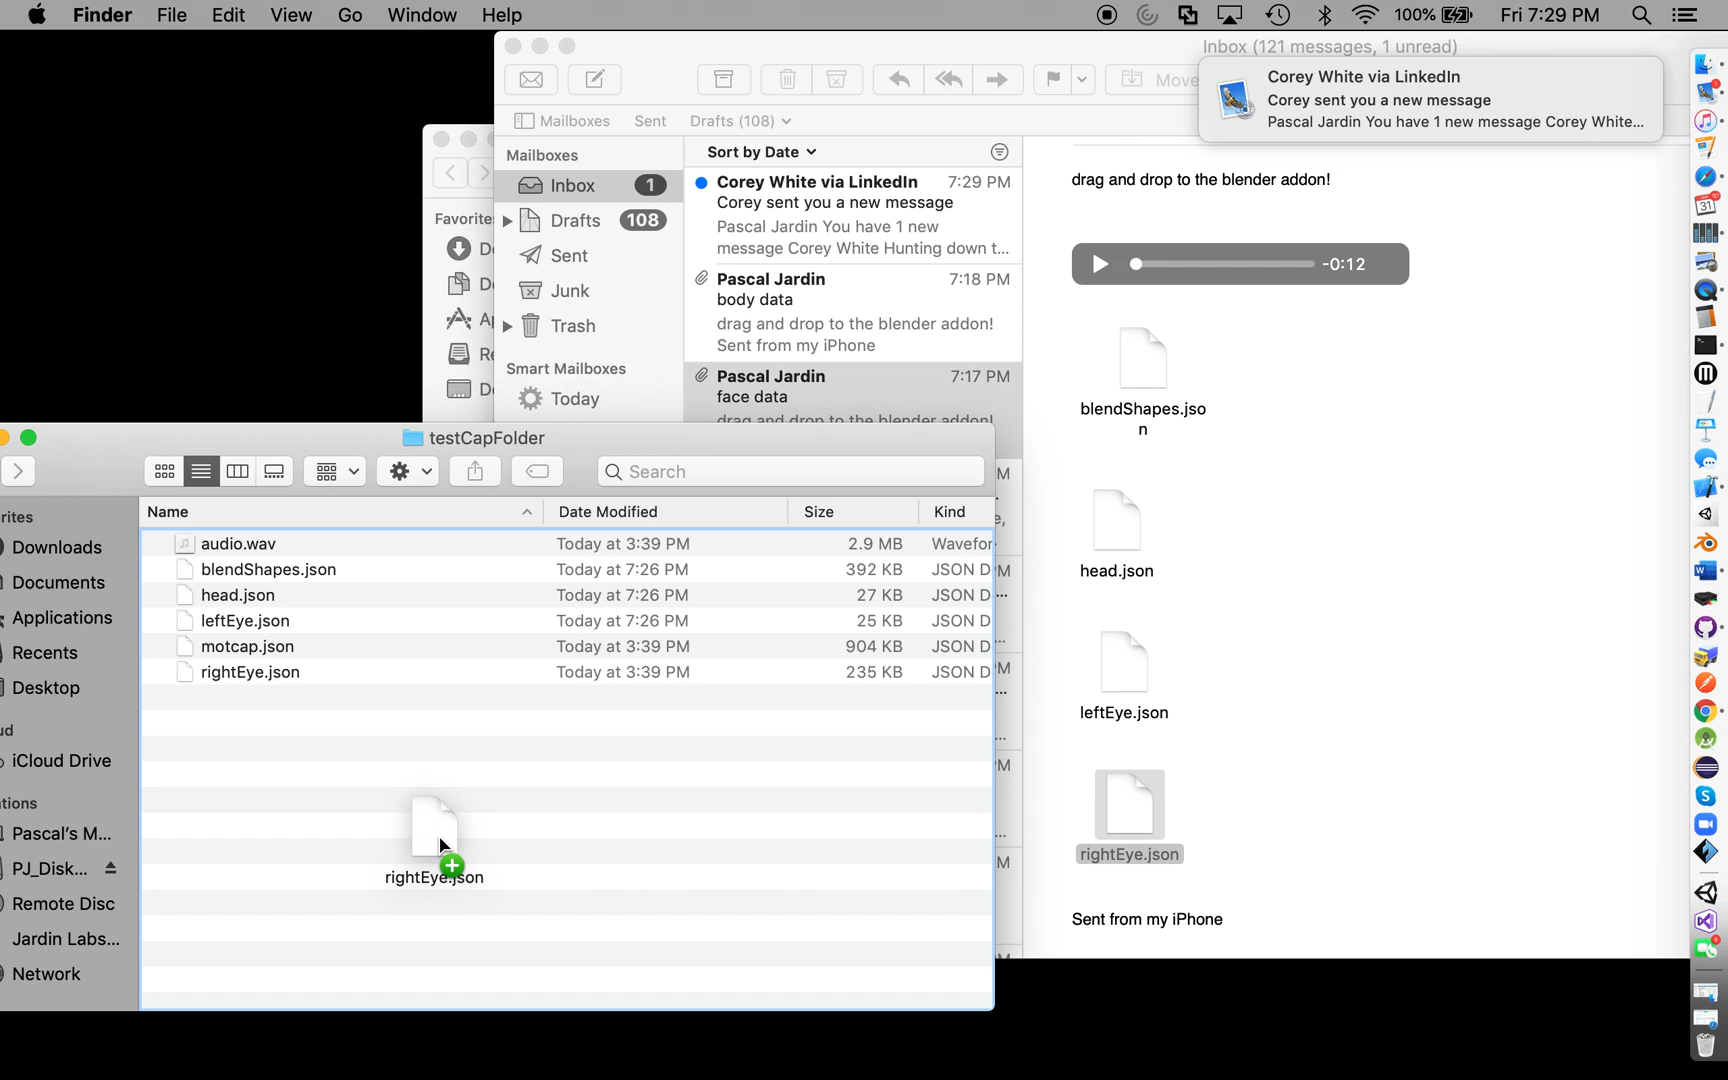 Finder File Edit View Go Window Help
100% Fri 7:29 PM
Inbox (121 messages, 1 unread)
Move
Corey White via LinkedIn
Corey sent you a new message
Pascal Jardin You have 1 new message Corey White...
Mailboxes Sent Drafts (108)
Mailboxes
Inbox 1
Drafts 108
Sent
Junk
Trash
Smart Mailboxes
Today
Favorite
Sort by Date
Corey White via LinkedIn 7:29 PM
Corey sent you a new message
Pascal Jardin You have 1 new
message Corey White Hunting down t...
Pascal Jardin 7:18 PM
body data
drag and drop to the blender addon!
Sent from my iPhone
Pascal Jardin 7:17 PM
face data
drag and drop to the blender addon!
drag and drop to the blender addon!
-0:12
blendShapes.jso
n
head.json
leftEye.json
rightEye.json
Sent from my iPhone
testCapFolder
Search
Name Date Modified Size Kind
audio.wav Today at 3:39 PM 2.9 MB Wavefor
blendShapes.json Today at 7:26 PM 392 KB JSON D
head.json Today at 7:26 PM 27 KB JSON D
leftEye.json Today at 7:26 PM 25 KB JSON D
motcap.json Today at 3:39 PM 904 KB JSON D
rightEye.json Today at 3:39 PM 235 KB JSON D
rightEye.json
rites
Downloads
Documents
Applications
Recents
Desktop
ud
iCloud Drive
ations
Pascal's M...
PJ_Disk...
Remote Disc
Jardin Labs...
Network
31